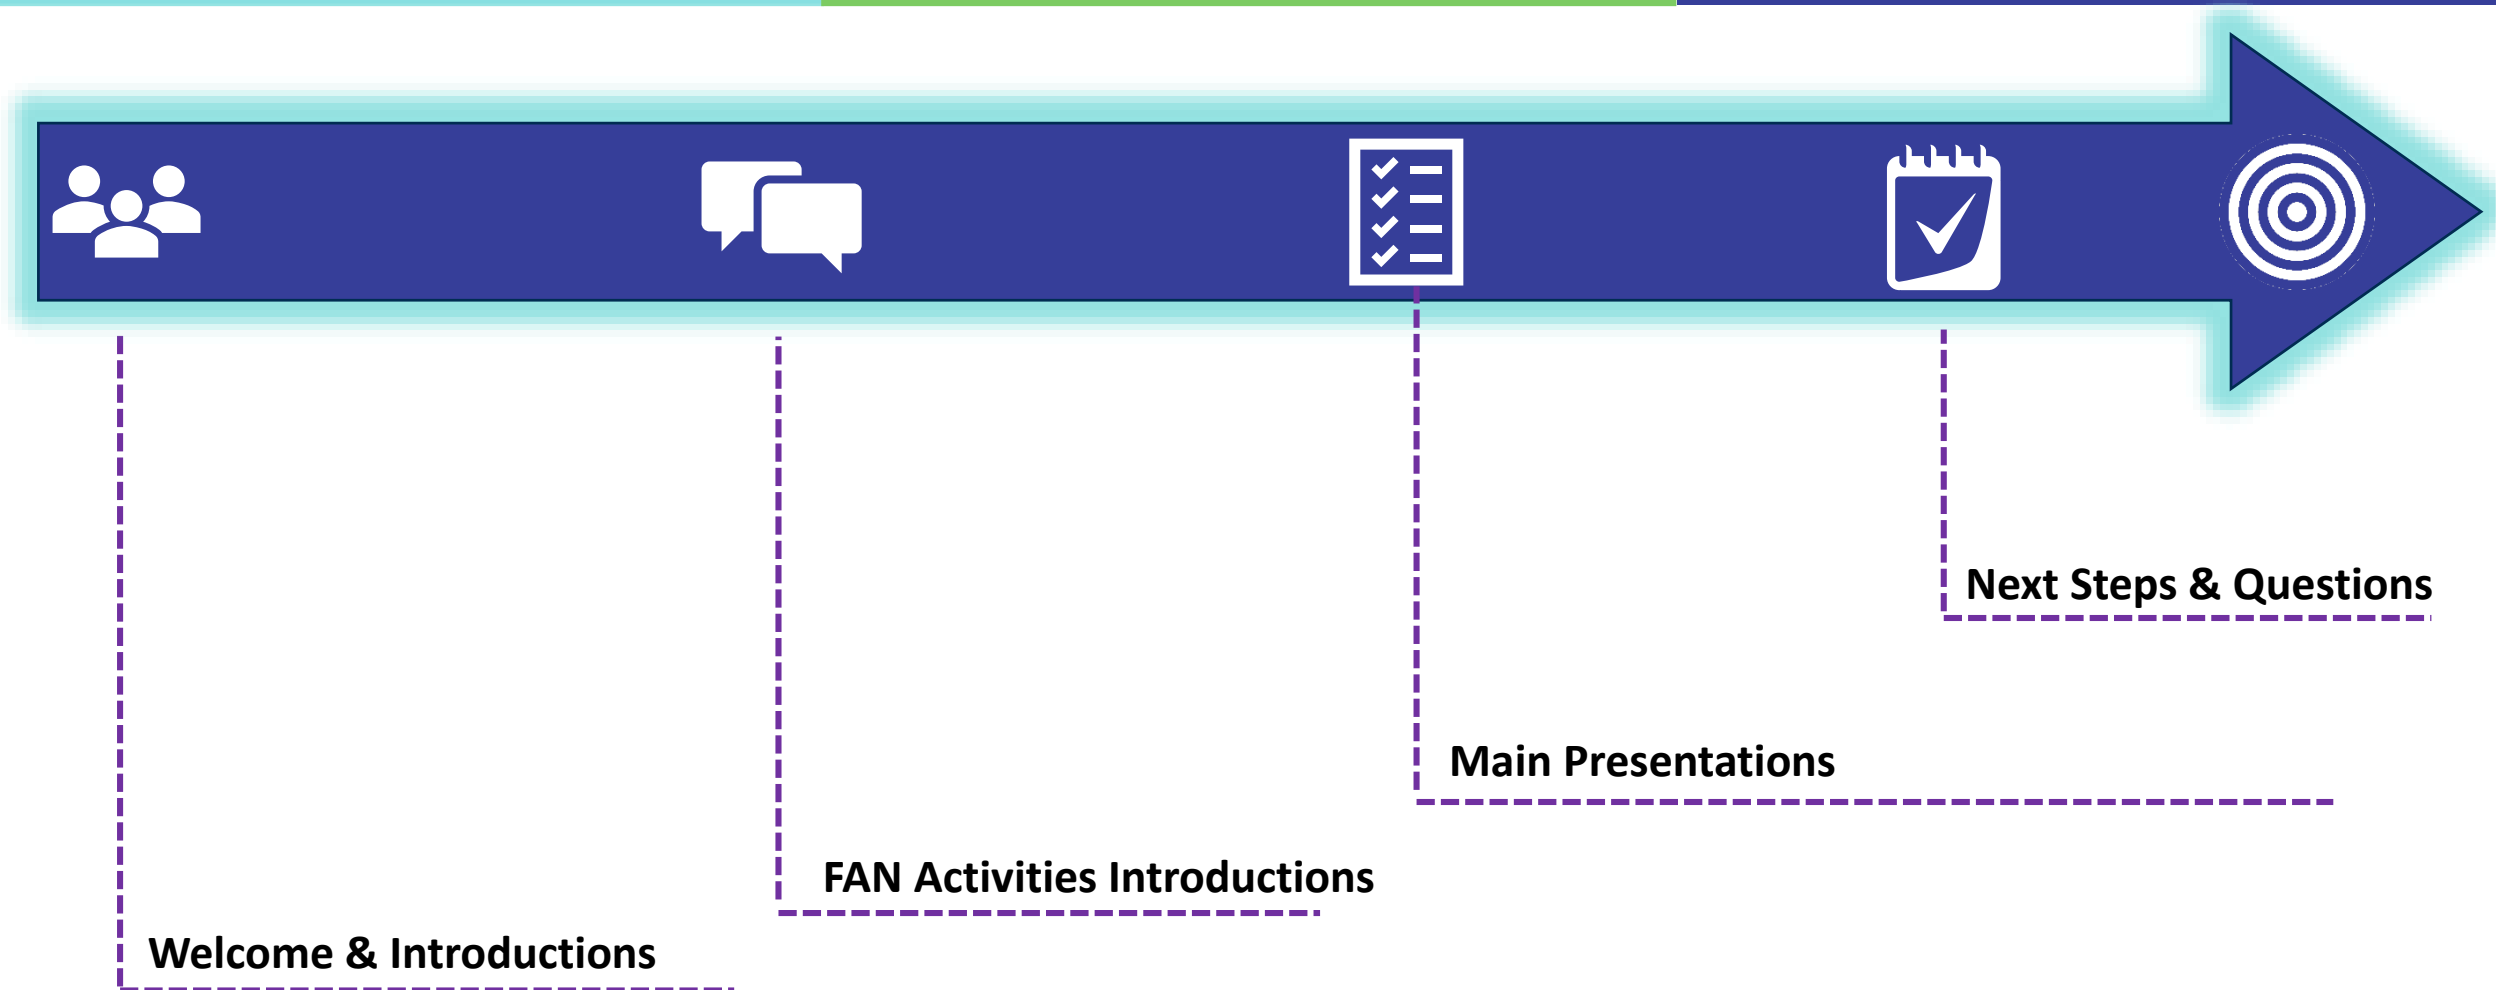 Next Steps & Questions
Main Presentations
FAN Activities Introductions
Welcome & Introductions